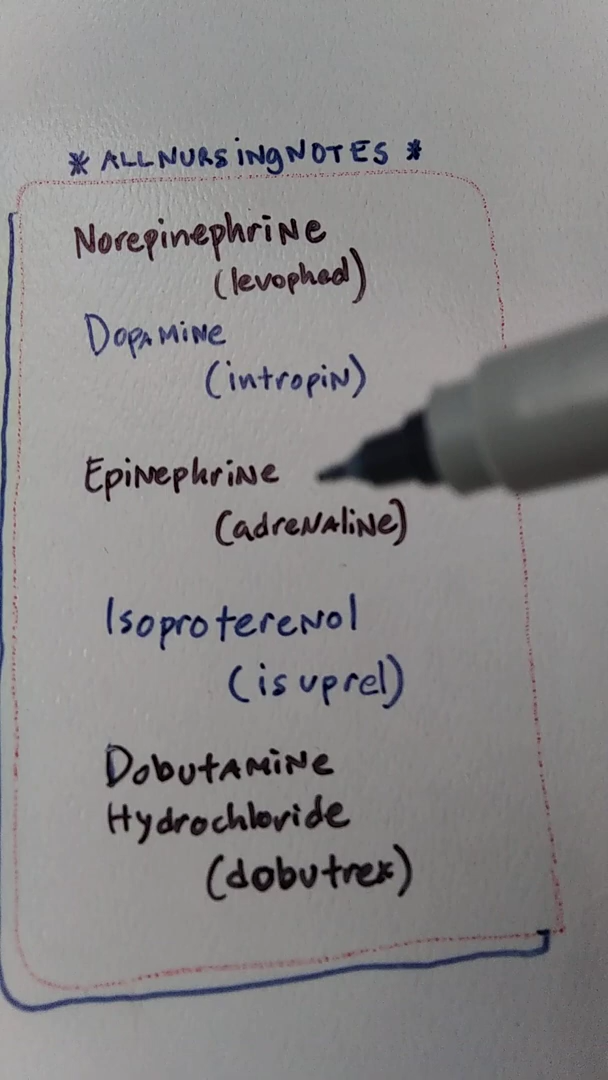 * ALLNURSINgNOTES *
Norepinephrine
(levophed)
Dopamine
(intropin)
Epinephrine
(adrenaline)
Isoproterenol
(isuprel)
Dobutamine
Hydrochloride
(dobutrex)